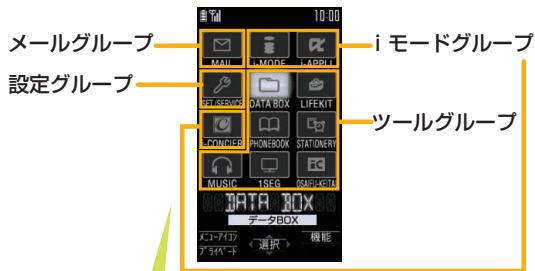 10:00
メールグループ
iモードグループ
MAIL
i-MODE
i-APPLI
設定グループ
SET/SERVICE
DATA BOX
LIFEKIT
ツールグループ
i-CONCIER
PHONEBOOK
STATIONERY
MUSIC
1SEG
OSAIFU-KEITAI
DATA BOX
データBOX
メニューアイコン
選択
機能
プライベート